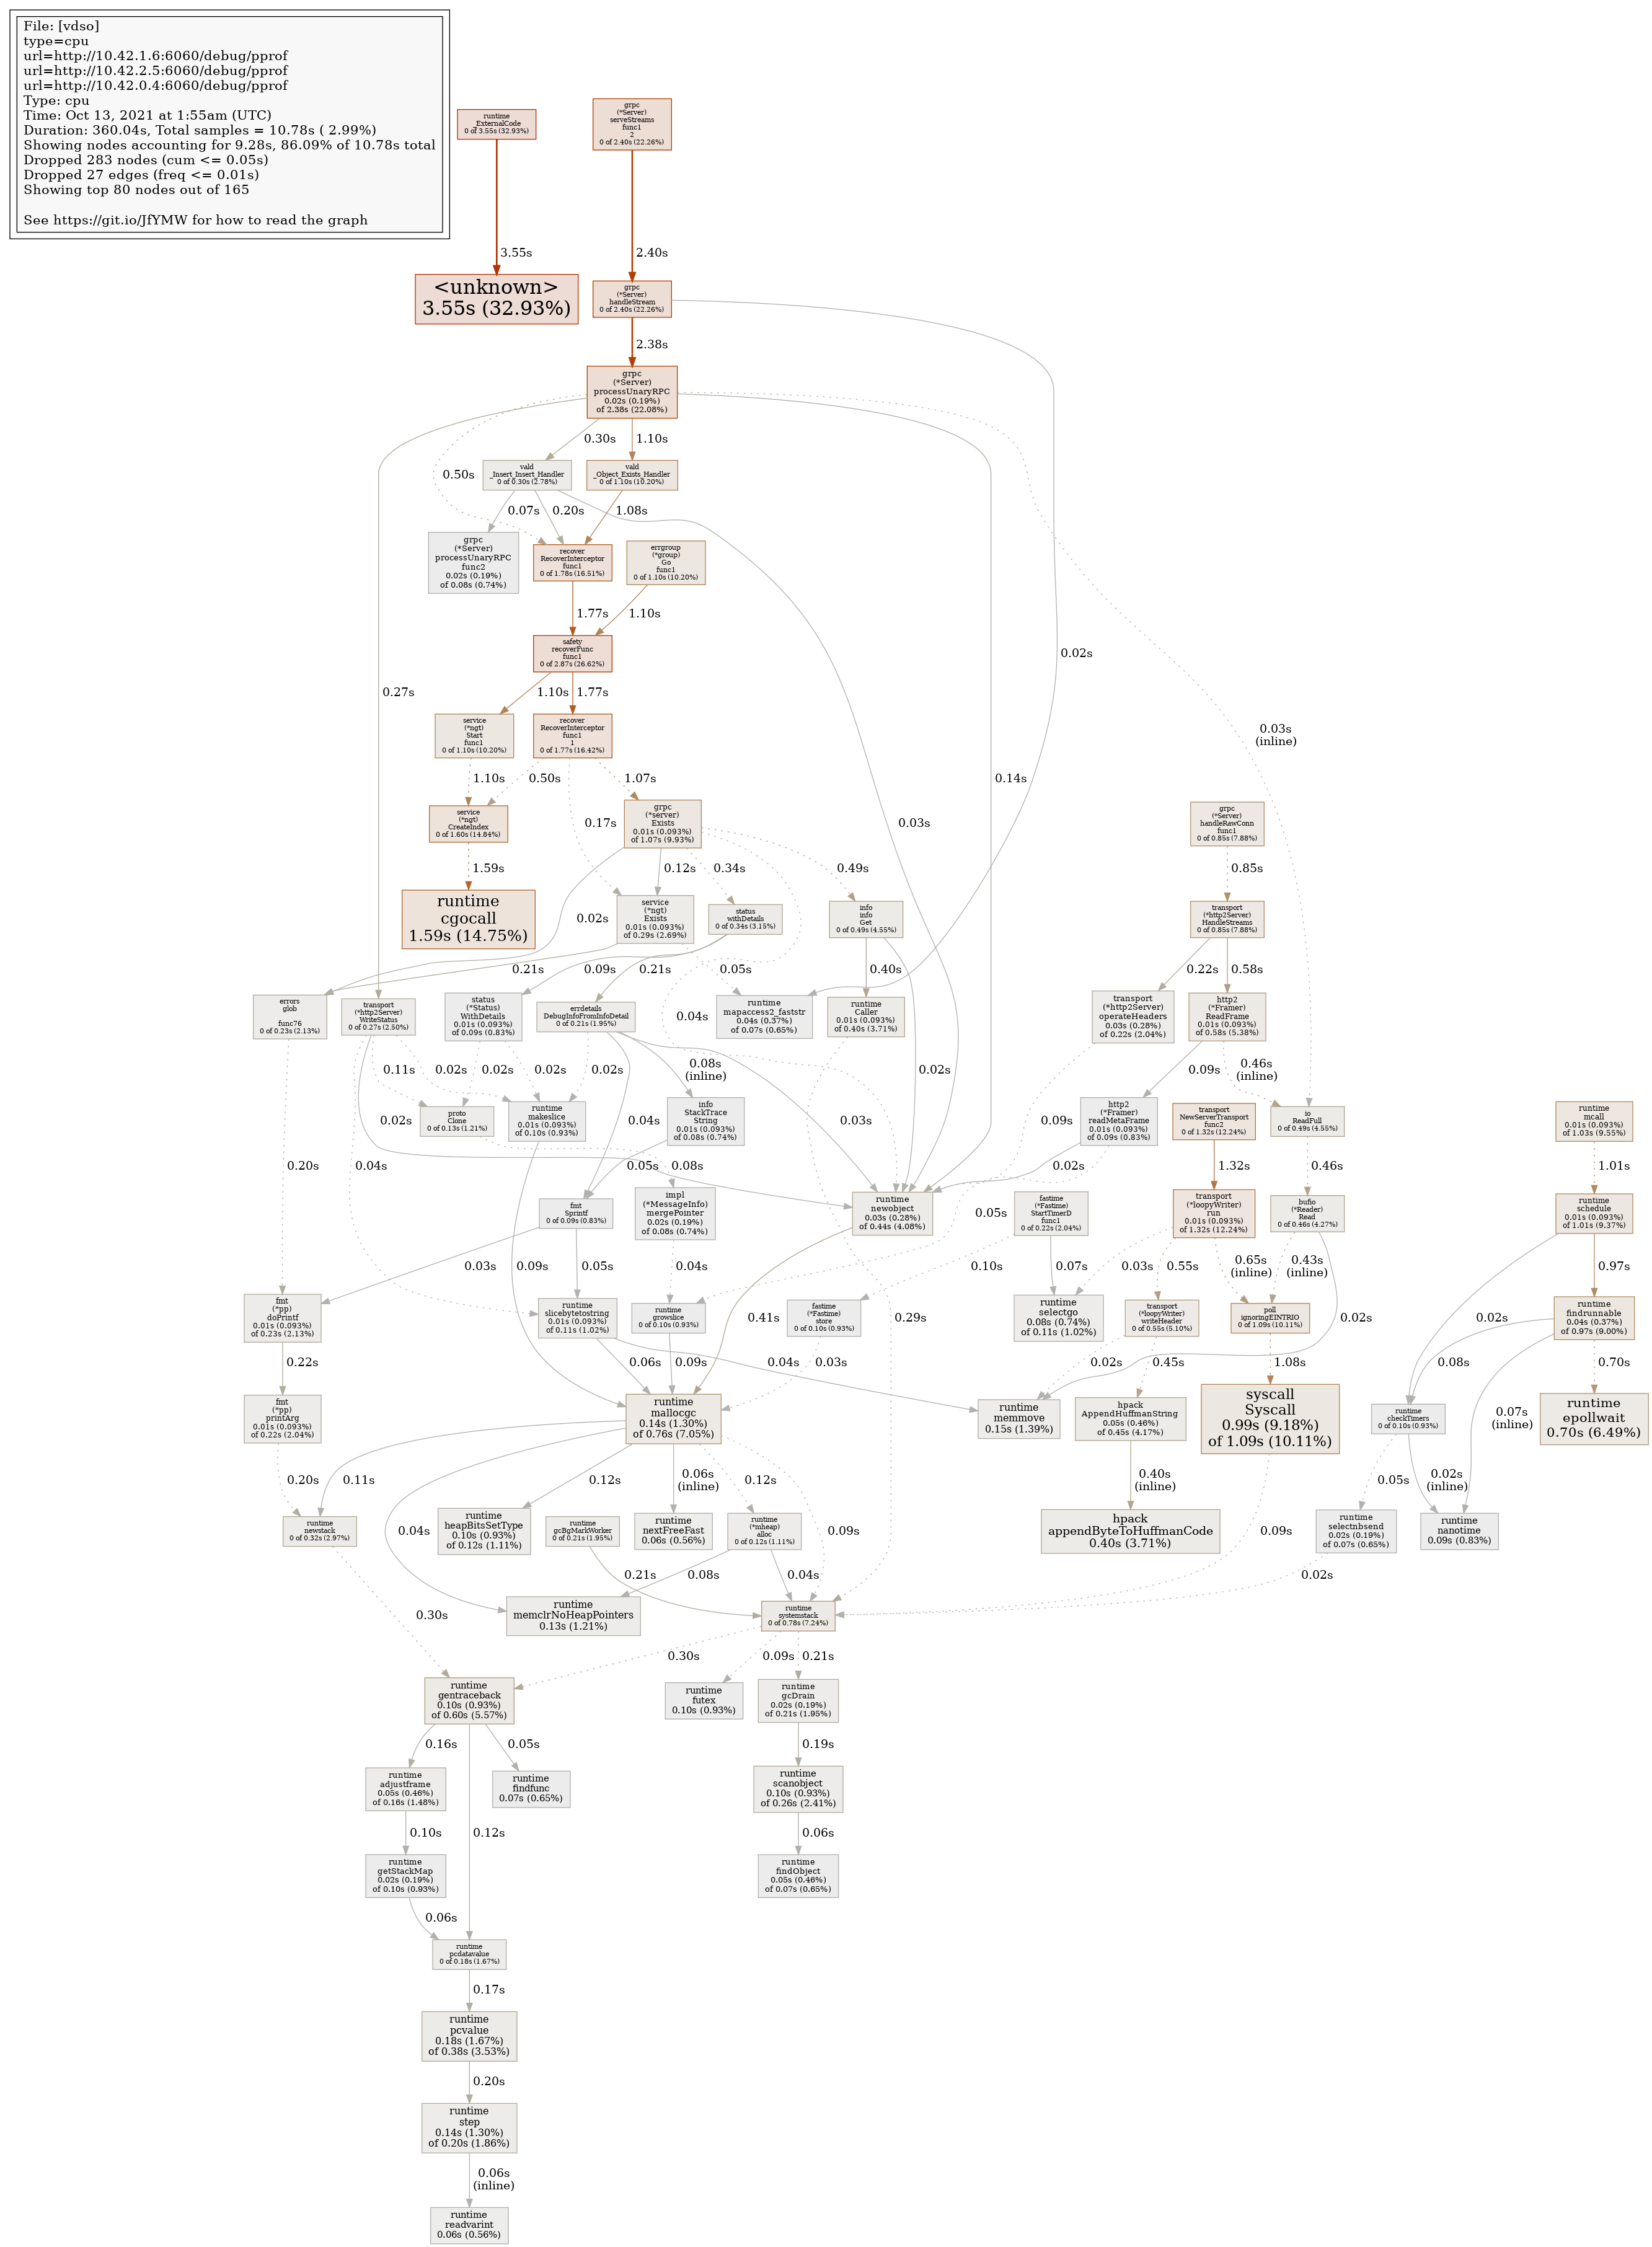 File: [vdso]
type=cpu
url=http://10.42.1.6:6060/debug/pprof
url=http://10.42.2.5:6060/debug/pprof
url=http://10.42.0.4:6060/debug/pprof
Type: cpu
Time: Oct 13, 2021 at 1:55am (UTC)
Duration: 360.04s, Total samples = 10.78s ( 2.99%)
Showing nodes accounting for 9.28s, 86.09% of 10.78s total
Dropped 283 nodes (cum <= 0.05s)
Dropped 27 edges (freq <= 0.01s)
Showing top 80 nodes out of 165
See https://git.io/JfYMW for how to read the graph
runtime
_ExternalCode
0 of 3.55s (32.93%)
grpc
(*Server)
serveStreams
func1
2
0 of 2.40s (22.26%)
3.55s
2.40s
<unknown>
3.55s (32.93%)
grpc
(*Server)
handleStream
0 of 2.40s (22.26%)
2.38s
grpc
(*Server)
processUnaryRPC
0.02s (0.19%)
of 2.38s (22.08%)
0.30s
1.10s
0.50s
vald
_Insert_Insert_Handler
0 of 0.30s (2.78%)
vald
_Object_Exists_Handler
0 of 1.10s (10.20%)
0.07s
0.20s
1.08s
grpc
(*Server)
processUnaryRPC
func2
0.02s (0.19%)
of 0.08s (0.74%)
recover
RecoverInterceptor
func1
0 of 1.78s (16.51%)
errgroup
(*group)
Go
func1
0 of 1.10s (10.20%)
1.77s
1.10s
safety
recoverFunc
func1
0 of 2.87s (26.62%)
0.02s
0.27s
1.10s
1.77s
service
(*ngt)
Start
func1
0 of 1.10s (10.20%)
recover
RecoverInterceptor
func1
1
0 of 1.77s (16.42%)
0.03s
(inline)
1.10s
0.50s
1.07s
0.14s
service
(*ngt)
CreateIndex
0 of 1.60s (14.84%)
grpc
(*server)
Exists
0.01s (0.093%)
of 1.07s (9.93%)
0.17s
0.03s
grpc
(*Server)
handleRawConn
func1
0 of 0.85s (7.88%)
1.59s
0.12s
0.34s
0.49s
0.85s
runtime
cgocall
1.59s (14.75%)
0.02s
service
(*ngt)
Exists
0.01s (0.093%)
of 0.29s (2.69%)
status
withDetails
0 of 0.34s (3.15%)
info
info
Get
0 of 0.49s (4.55%)
transport
(*http2Server)
HandleStreams
0 of 0.85s (7.88%)
0.21s
0.09s
0.21s
0.05s
0.40s
0.22s
0.58s
errors
glob

func76
0 of 0.23s (2.13%)
transport
(*http2Server)
WriteStatus
0 of 0.27s (2.50%)
status
(*Status)
WithDetails
0.01s (0.093%)
of 0.09s (0.83%)
errdetails
DebugInfoFromInfoDetail
0 of 0.21s (1.95%)
0.04s
runtime
mapaccess2_faststr
0.04s (0.37%)
of 0.07s (0.65%)
runtime
Caller
0.01s (0.093%)
of 0.40s (3.71%)
transport
(*http2Server)
operateHeaders
0.03s (0.28%)
of 0.22s (2.04%)
http2
(*Framer)
ReadFrame
0.01s (0.093%)
of 0.58s (5.38%)
0.11s
0.02s
0.02s
0.02s
0.02s
0.08s
(inline)
0.02s
0.09s
0.46s
(inline)
0.02s
proto
Clone
0 of 0.13s (1.21%)
runtime
makeslice
0.01s (0.093%)
of 0.10s (0.93%)
0.04s
info
StackTrace
String
0.01s (0.093%)
of 0.08s (0.74%)
0.03s
0.09s
http2
(*Framer)
readMetaFrame
0.01s (0.093%)
of 0.09s (0.83%)
transport
NewServerTransport
func2
0 of 1.32s (12.24%)
io
ReadFull
0 of 0.49s (4.55%)
runtime
mcall
0.01s (0.093%)
of 1.03s (9.55%)
0.20s
0.04s
0.05s
0.08s
0.02s
1.32s
0.46s
1.01s
fmt
Sprintf
0 of 0.09s (0.83%)
impl
(*MessageInfo)
mergePointer
0.02s (0.19%)
of 0.08s (0.74%)
runtime
newobject
0.03s (0.28%)
of 0.44s (4.08%)
0.05s
fastime
(*Fastime)
StartTimerD
func1
0 of 0.22s (2.04%)
transport
(*loopyWriter)
run
0.01s (0.093%)
of 1.32s (12.24%)
bufio
(*Reader)
Read
0 of 0.46s (4.27%)
runtime
schedule
0.01s (0.093%)
of 1.01s (9.37%)
0.03s
0.05s
0.09s
0.04s
0.10s
0.07s
0.03s
0.55s
0.65s
(inline)
0.43s
(inline)
0.97s
fmt
(*pp)
doPrintf
0.01s (0.093%)
of 0.23s (2.13%)
runtime
slicebytetostring
0.01s (0.093%)
of 0.11s (1.02%)
runtime
growslice
0 of 0.10s (0.93%)
0.41s
fastime
(*Fastime)
store
0 of 0.10s (0.93%)
0.29s
runtime
selectgo
0.08s (0.74%)
of 0.11s (1.02%)
transport
(*loopyWriter)
writeHeader
0 of 0.55s (5.10%)
poll
ignoringEINTRIO
0 of 1.09s (10.11%)
0.02s
0.02s
runtime
findrunnable
0.04s (0.37%)
of 0.97s (9.00%)
0.22s
0.06s
0.09s
0.04s
0.03s
0.02s
0.45s
1.08s
0.08s
0.70s
fmt
(*pp)
printArg
0.01s (0.093%)
of 0.22s (2.04%)
runtime
mallocgc
0.14s (1.30%)
of 0.76s (7.05%)
runtime
memmove
0.15s (1.39%)
hpack
AppendHuffmanString
0.05s (0.46%)
of 0.45s (4.17%)
syscall
Syscall
0.99s (9.18%)
of 1.09s (10.11%)
runtime
checkTimers
0 of 0.10s (0.93%)
0.07s
(inline)
runtime
epollwait
0.70s (6.49%)
0.20s
0.11s
0.12s
0.06s
(inline)
0.12s
0.40s
(inline)
0.05s
0.02s
(inline)
runtime
newstack
0 of 0.32s (2.97%)
0.04s
runtime
heapBitsSetType
0.10s (0.93%)
of 0.12s (1.11%)
runtime
gcBgMarkWorker
0 of 0.21s (1.95%)
runtime
nextFreeFast
0.06s (0.56%)
runtime
(*mheap)
alloc
0 of 0.12s (1.11%)
0.09s
hpack
appendByteToHuffmanCode
0.40s (3.71%)
0.09s
runtime
selectnbsend
0.02s (0.19%)
of 0.07s (0.65%)
runtime
nanotime
0.09s (0.83%)
0.21s
0.08s
0.04s
0.02s
runtime
memclrNoHeapPointers
0.13s (1.21%)
runtime
systemstack
0 of 0.78s (7.24%)
0.30s
0.30s
0.09s
0.21s
runtime
gentraceback
0.10s (0.93%)
of 0.60s (5.57%)
runtime
futex
0.10s (0.93%)
runtime
gcDrain
0.02s (0.19%)
of 0.21s (1.95%)
0.16s
0.05s
0.19s
runtime
adjustframe
0.05s (0.46%)
of 0.16s (1.48%)
runtime
findfunc
0.07s (0.65%)
runtime
scanobject
0.10s (0.93%)
of 0.26s (2.41%)
0.10s
0.12s
0.06s
runtime
getStackMap
0.02s (0.19%)
of 0.10s (0.93%)
runtime
findObject
0.05s (0.46%)
of 0.07s (0.65%)
0.06s
runtime
pcdatavalue
0 of 0.18s (1.67%)
0.17s
runtime
pcvalue
0.18s (1.67%)
of 0.38s (3.53%)
0.20s
runtime
step
0.14s (1.30%)
of 0.20s (1.86%)
0.06s
(inline)
runtime
readvarint
0.06s (0.56%)